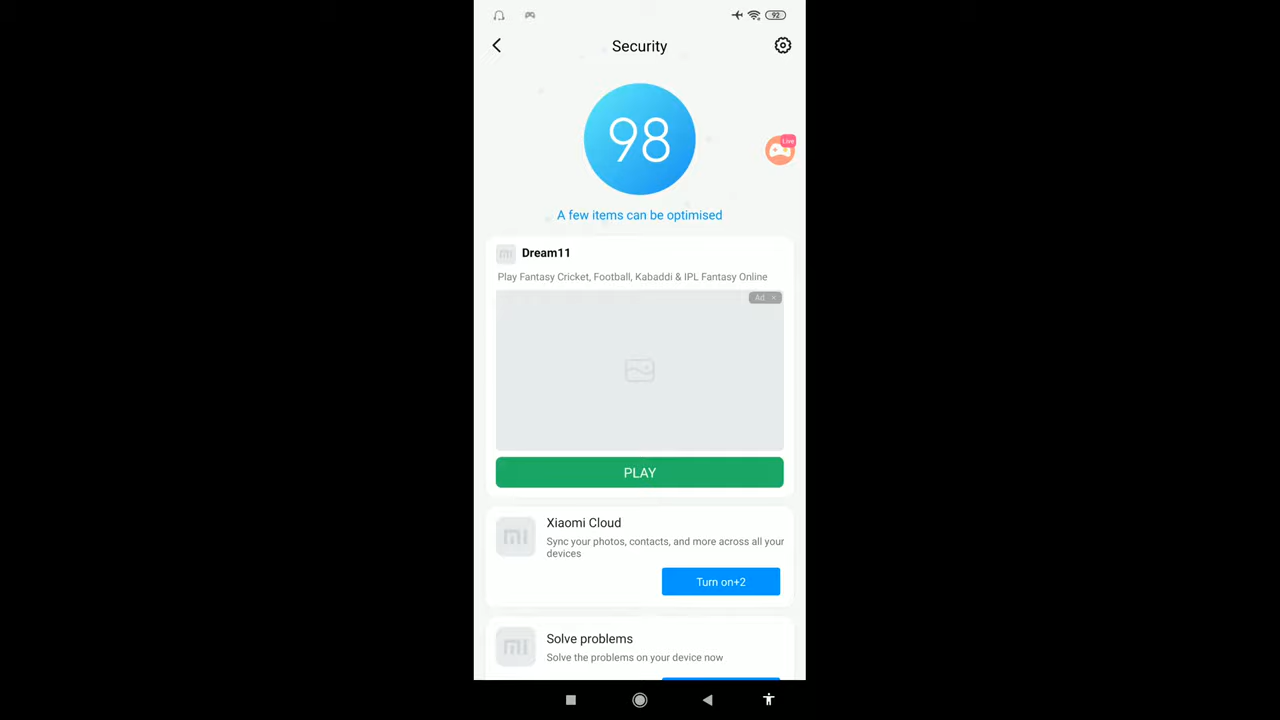 92
Security
98
Live
A few items can be optimised
Dream11
Play Fantasy Cricket, Football, Kabaddi & IPL Fantasy Online
Ad ×
PLAY
Xiaomi Cloud
Sync your photos, contacts, and more across all your
devices
Turn on+2
Solve problems
Solve the problems on your device now